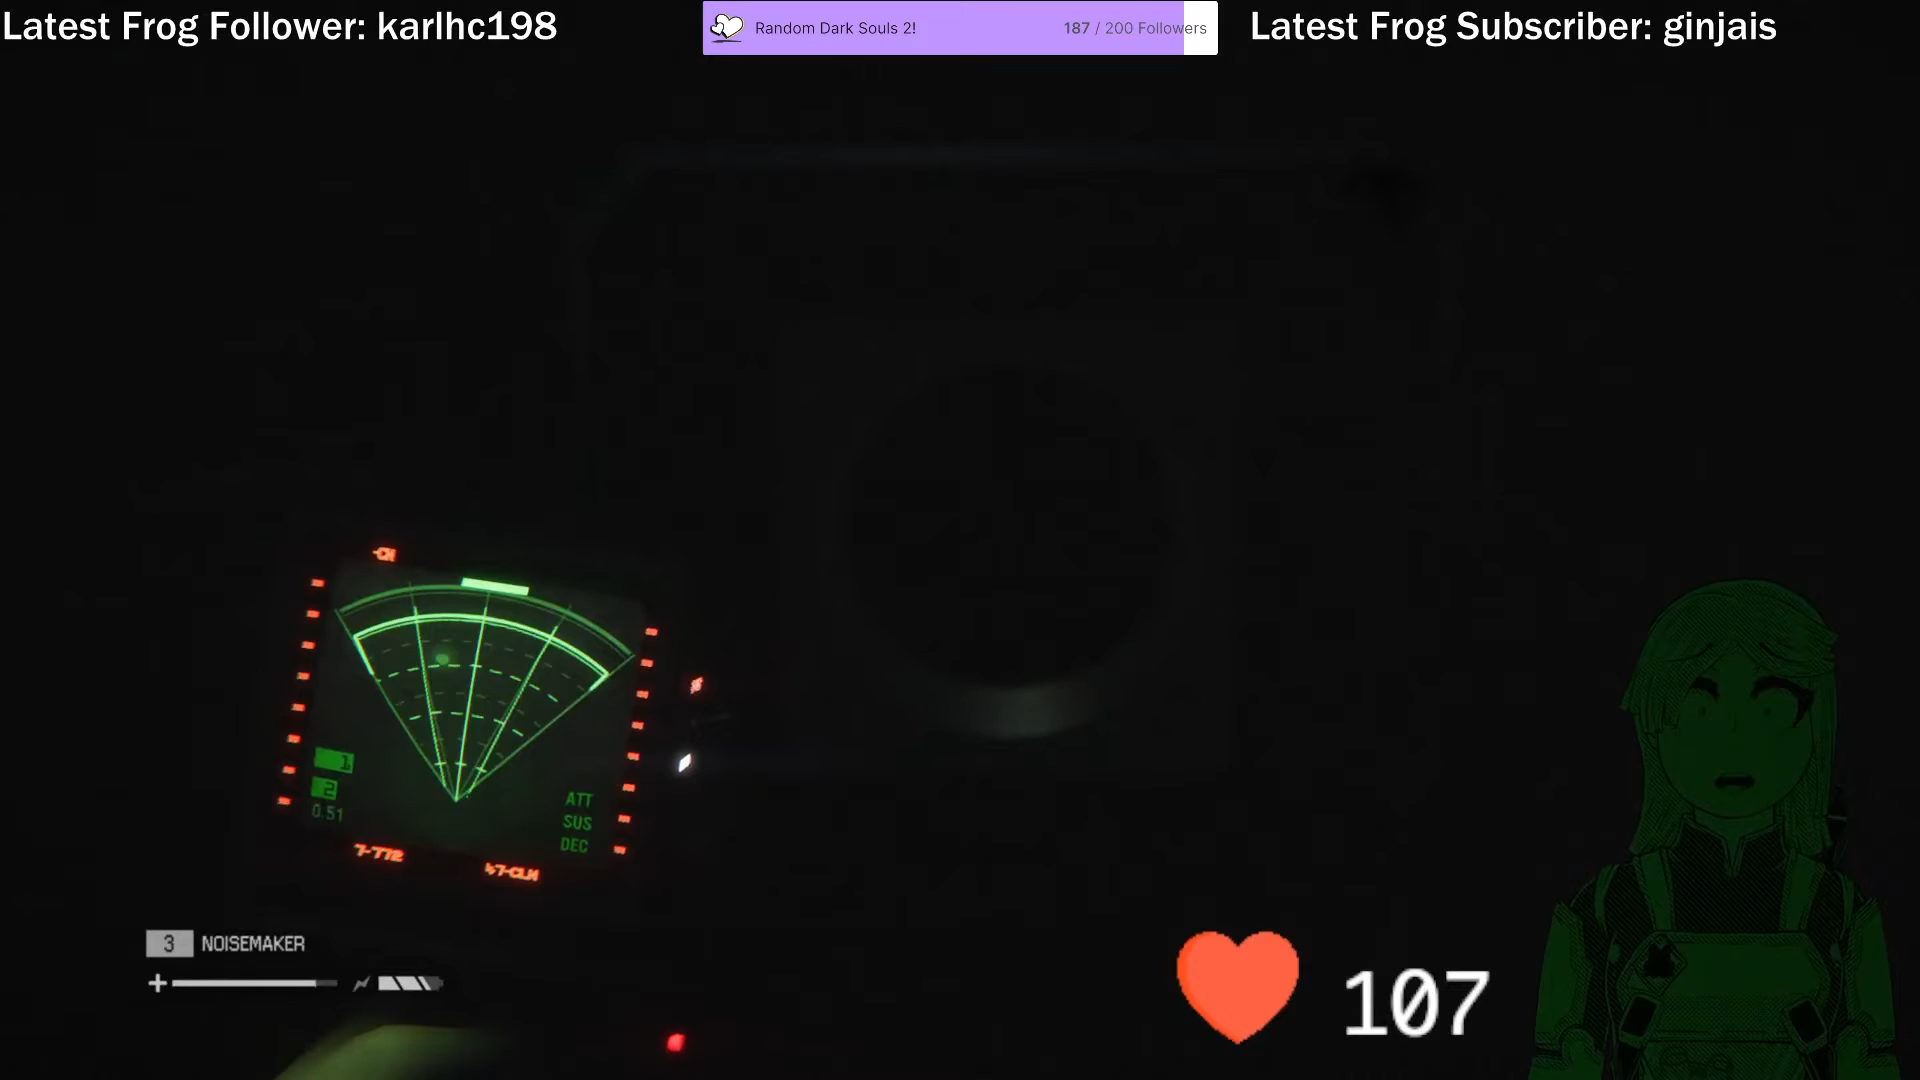 Latest Frog Follower: karlhc198
Random Dark Souls 2! 187 / 200 Followers
Latest Frog Subscriber: ginjais
1
2
0.51
ATT
SUS
DEC
3 NOISEMAKER
107